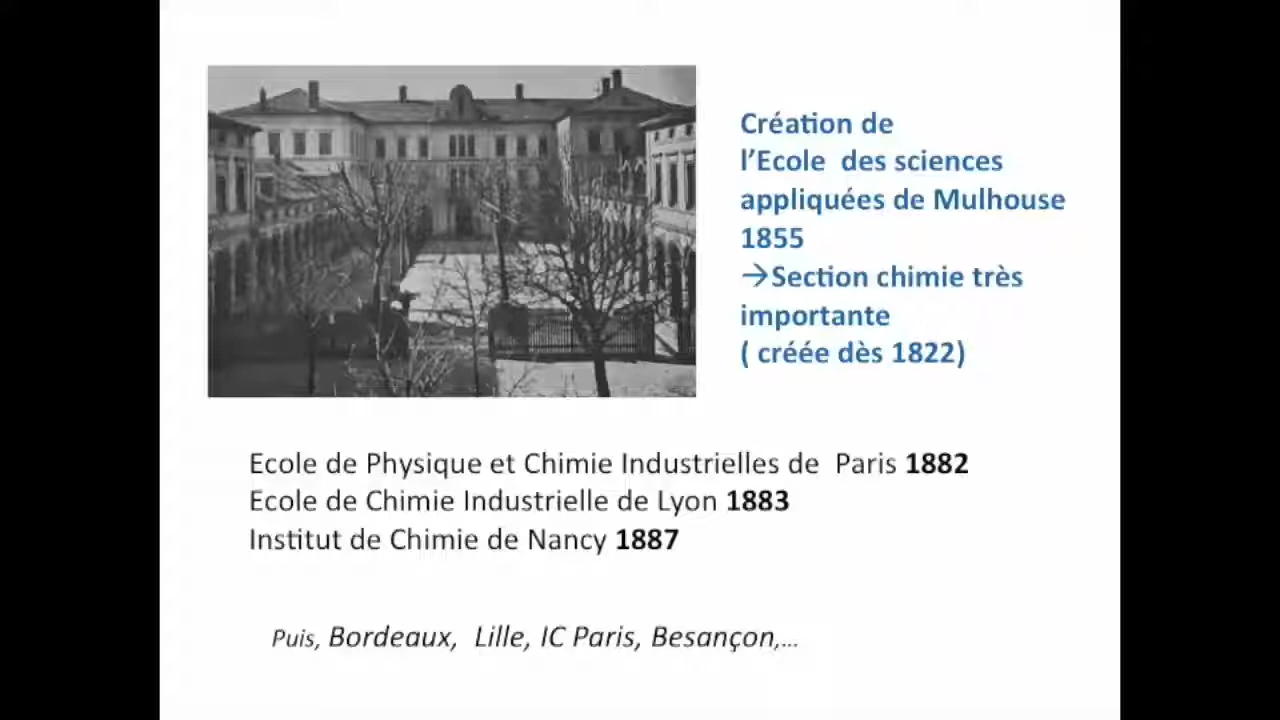 Création de
l'Ecole des sciences
appliquées de Mulhouse
1855
→Section chimie très
importante
( créée dès 1822)
Ecole de Physique et Chimie Industrielles de Paris 1882
Ecole de Chimie Industrielle de Lyon 1883
Institut de Chimie de Nancy 1887
Puis, Bordeaux, Lille, IC Paris, Besançon,...